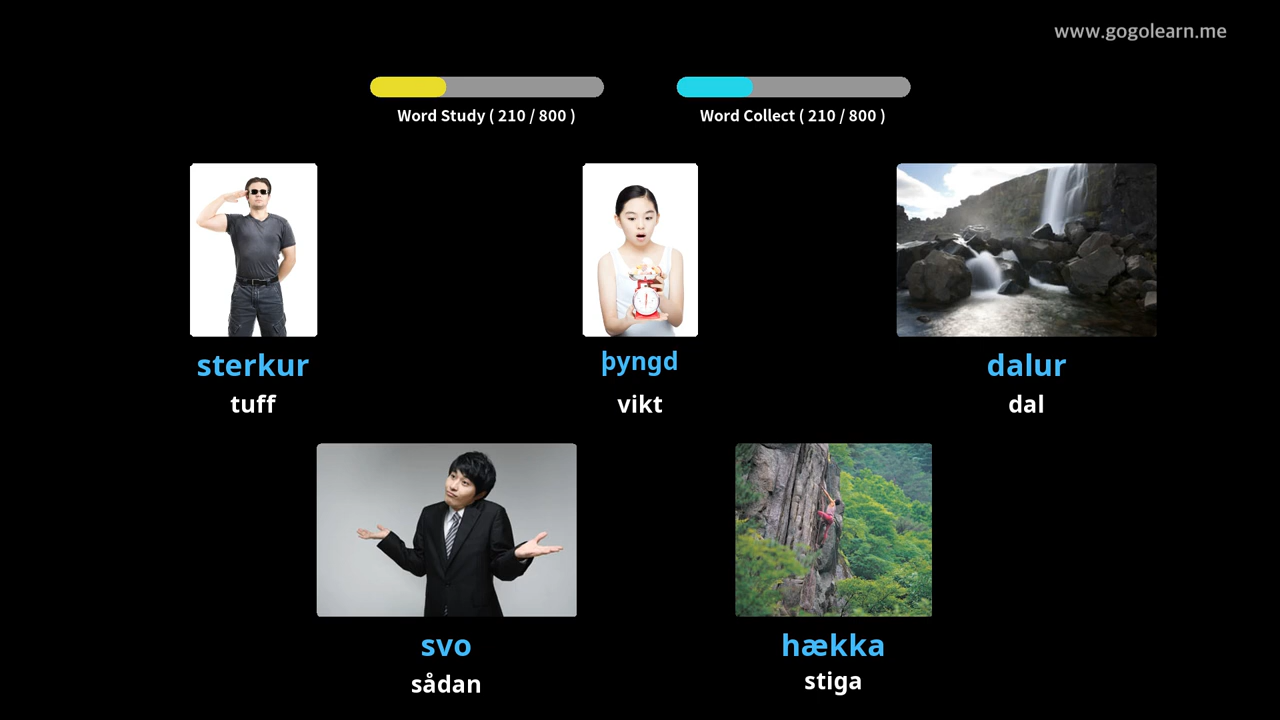 www.gogolearn.me
Word Study ( 210 / 800 )
Word Collect ( 210 / 800 )
sterkur
tuff
þyngd
vikt
dalur
dal
svo
sådan
hækka
stiga